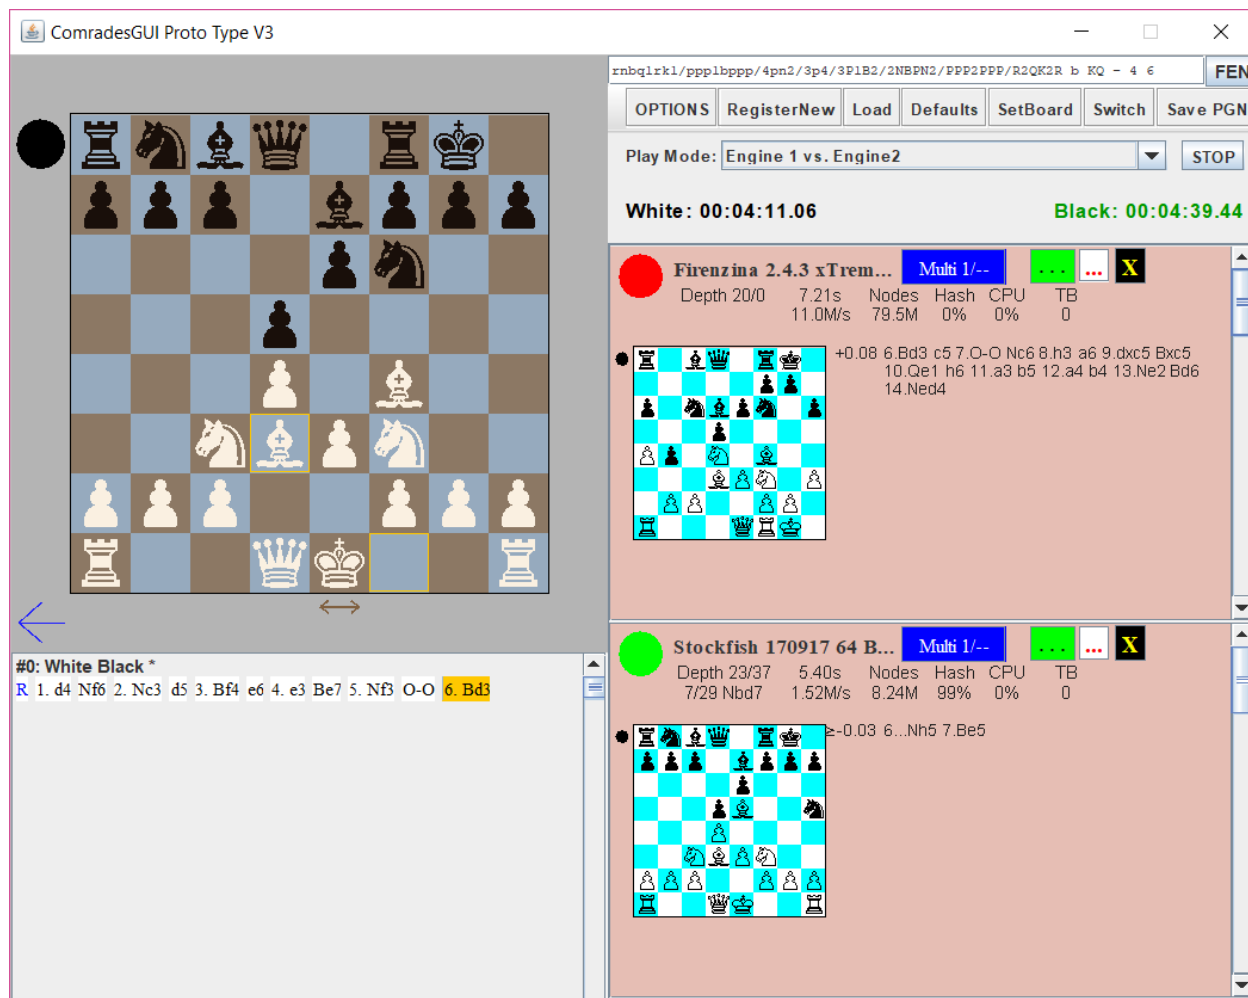 ComradesGUI Proto Type V3
rnbq1rk1/ppp1bppp/4pn2/3p4/3P1B2/2NBPN2/PPP2PPP/R2QK2R b KQ - 4 6
FEN
OPTIONS RegisterNew Load Defaults SetBoard Switch Save PGN
Play Mode: Engine 1 vs. Engine2 STOP
White: 00:04:11.06 Black: 00:04:39.44
Firenzina 2.4.3 xTrem... Multi 1/-- ... ... X
Depth 20/0 7.21s Nodes Hash CPU TB
11.0M/s 79.5M 0% 0% 0
+0.08 6.Bd3 c5 7.O-O Nc6 8.h3 a6 9.dxc5 Bxc5
10.Qe1 h6 11.a3 b5 12.a4 b4 13.Ne2 Bd6
14.Ned4
Stockfish 170917 64 B... Multi 1/-- ... ... X
Depth 23/37 5.40s Nodes Hash CPU TB
7/29 Nbd7 1.52M/s 8.24M 99% 0% 0
≥-0.03 6...Nh5 7.Be5
#0: White Black *
R 1. d4 Nf6 2. Nc3 d5 3. Bf4 e6 4. e3 Be7 5. Nf3 O-O 6. Bd3